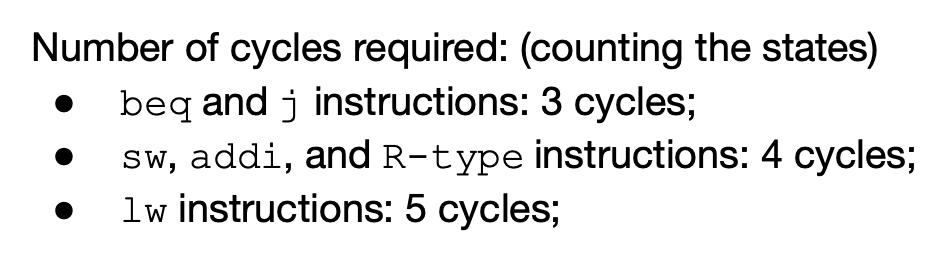 Number of cycles required: (counting the states)
● beq and j instructions: 3 cycles;
● sw, addi, and R-type instructions: 4 cycles;
● lw instructions: 5 cycles;